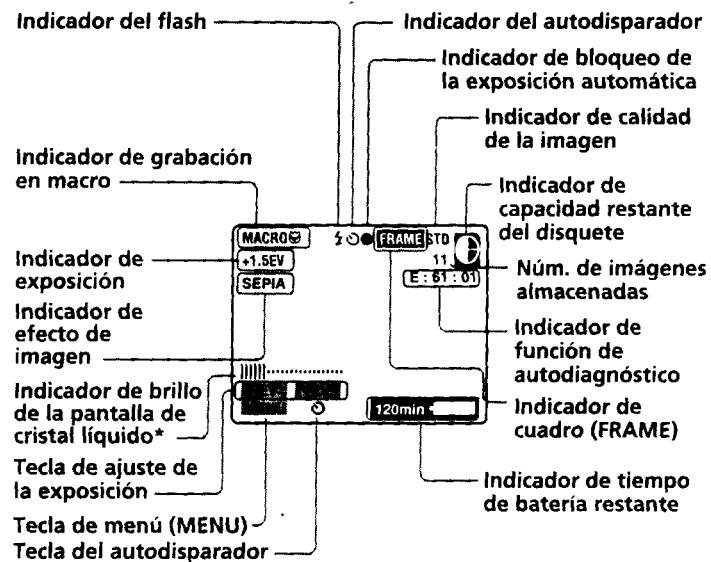 Indicador del flash
Indicador del autodisparador
Indicador de bloqueo de
la exposición automática
Indicador de calidad
de la imagen
Indicador de grabación
en macro
Indicador de
capacidad restante
del disquete
MACRO
FRAME
STD
+1.5EV
11
SEPIA
E : 61 : 01
Indicador de
exposición
Núm. de imágenes
almacenadas
Indicador de
efecto de
imagen
Indicador de
función de
autodiagnóstico
Indicador de brillo
de la pantalla de
cristal líquido*
120min
Indicador de
cuadro (FRAME)
Tecla de ajuste de
la exposición
Indicador de tiempo
de batería restante
Tecla de menú (MENU)
Tecla del autodisparador